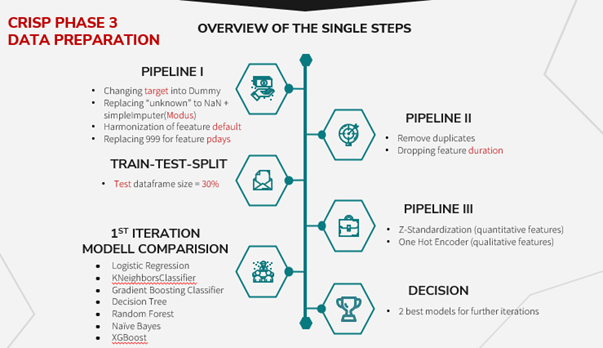 CRISP PHASE 3
DATA PREPARATION
OVERVIEW OF THE SINGLE STEPS
PIPELINE I
• Changing target into Dummy
• Replacing “unknown” to NaN +
simpleImputer(Modus)
• Harmonization of feeature default
• Replacing 999 for feature pdays
PIPELINE II
• Remove duplicates
• Dropping feature duration
TRAIN-TEST-SPLIT
• Test dataframe size = 30%
PIPELINE III
• Z-Standardization (quantitative features)
• One Hot Encoder (qualitative features)
1ST ITERATION
MODELL COMPARISION
• Logistic Regression
• KNeighborsClassifier
• Gradient Boosting Classifier
• Decision Tree
• Random Forest
• Naïve Bayes
• XGBoost
DECISION
• 2 best models for further iterations